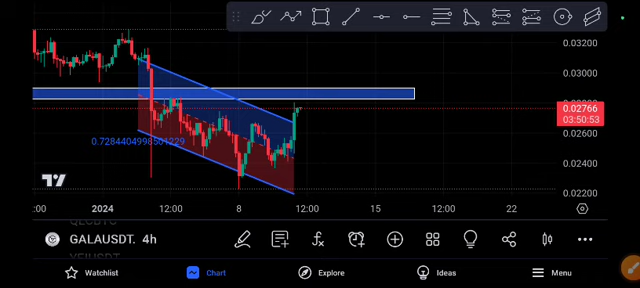 0.03200
0.03000
0.02766
03:50:53
0.02600
0.7284404998501229
0.02400
0.02200
:00
2024
12:00
8
12:00
15
12:00
22
GALAUSDT. 4h
Watchlist
Chart
Explore
Ideas
Menu